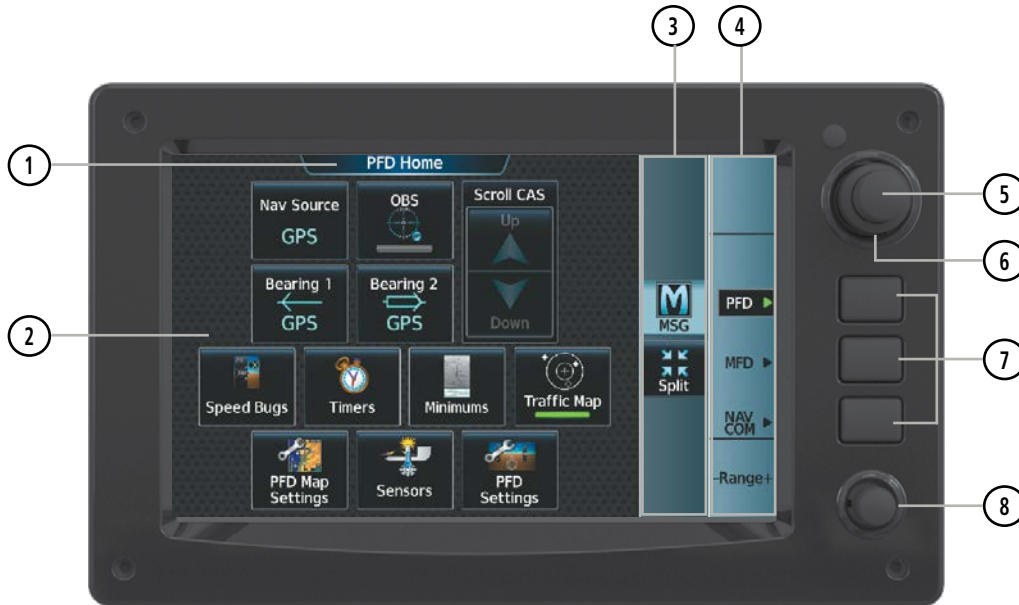 3
4
1
PFD Home
Nav Source
GPS
OBS
Scroll CAS
Up
Down
5
6
Bearing 1
GPS
Bearing 2
GPS
2
MSG
Split
PFD
MFD
NAV
COM
-Range+
7
Speed Bugs
Timers
Minimums
Traffic Map
PFD Map
Settings
Sensors
PFD
Settings
8